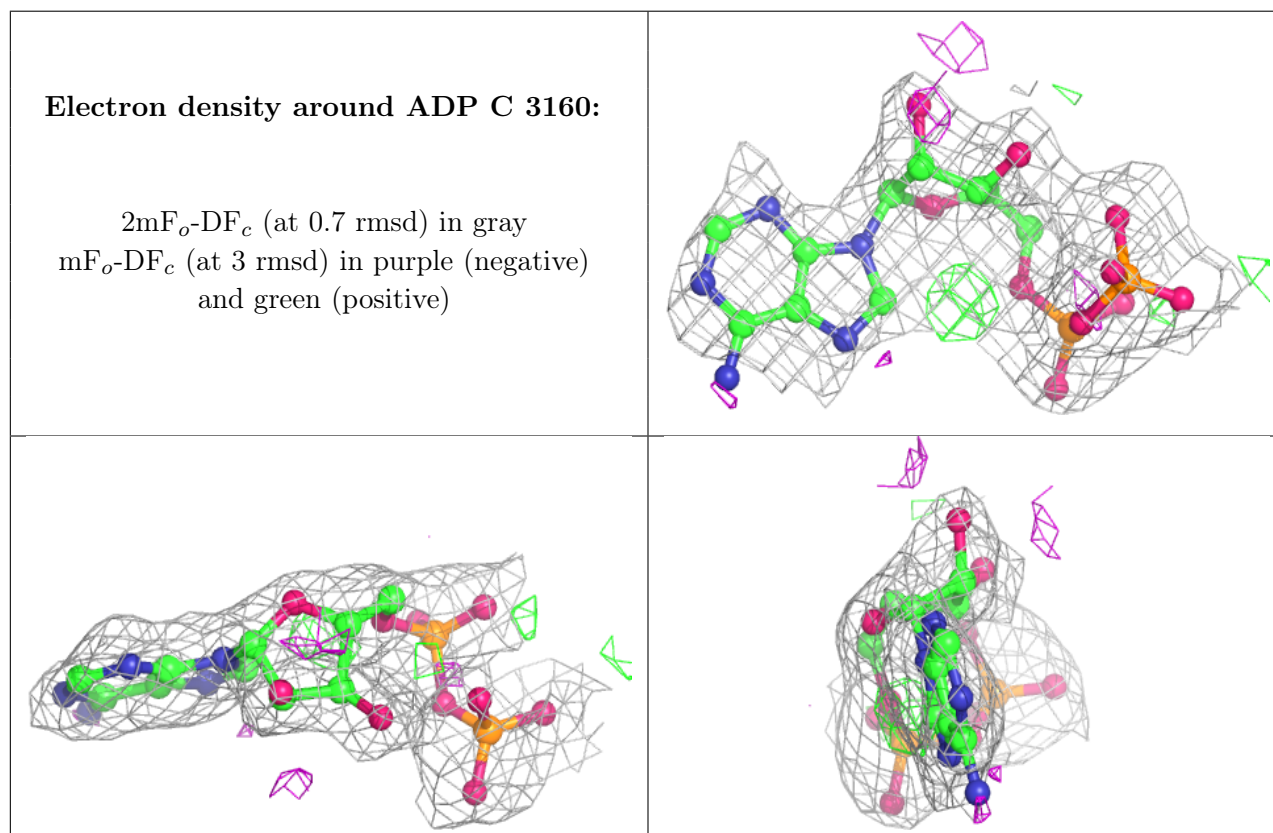 Electron density around ADP C 3160:
2mFo-DFc (at 0.7 rmsd) in gray
mFo-DFc (at 3 rmsd) in purple (negative)
and green (positive)